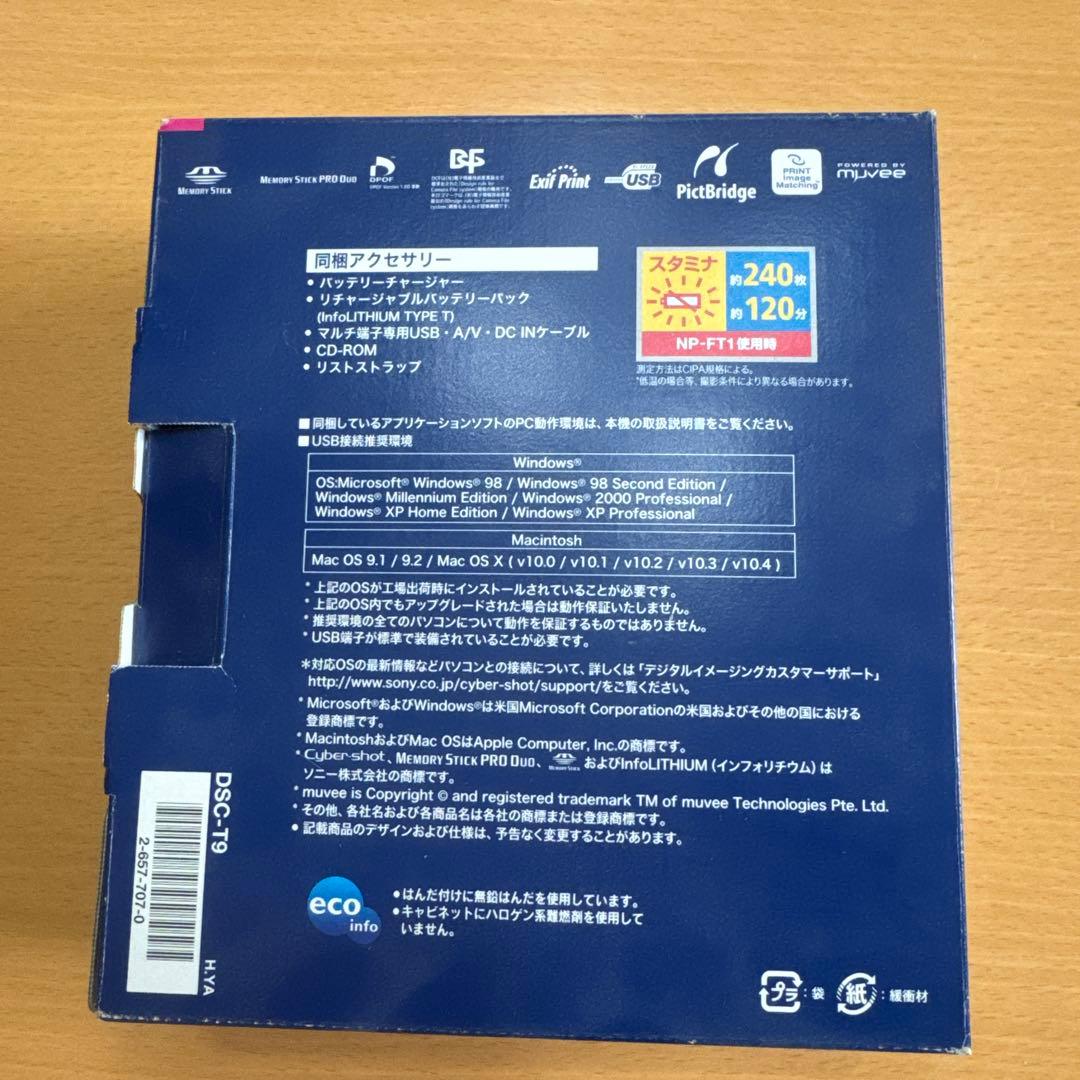 MEMORY STICK
MEMORY STICK PRO DUO
DPOF
DPOF Version 1.00 準拠
DCF
Exif Print
USB
PictBridge
PRINT
Image
Matching
POWERED BY
muvee
同梱アクセサリー
● バッテリーチャージャー
● リチャージャブルバッテリーパック
(InfoLITHIUM TYPE T)
● マルチ端子専用USB・A/V・DC INケーブル
● CD-ROM
● リストストラップ
スタミナ
約240枚
約120分
NP-FT1使用時
測定方法はCIPA規格による。
*低温の場合等、撮影条件により異なる場合があります。
■同梱しているアプリケーションソフトのPC動作環境は、本機の取扱説明書をご覧ください。
■USB接続推奨環境
Windows®
OS:Microsoft® Windows® 98 / Windows® 98 Second Edition /
Windows® Millennium Edition / Windows® 2000 Professional /
Windows® XP Home Edition / Windows® XP Professional
Macintosh
Mac OS 9.1 / 9.2 / Mac OS X ( v10.0 / v10.1 / v10.2 / v10.3 / v10.4 )
* 上記のOSが工場出荷時にインストールされていることが必要です。
* 上記のOS内でもアップグレードされた場合は動作保証いたしません。
* 推奨環境の全てのパソコンについて動作を保証するものではありません。
* USB端子が標準で装備されていることが必要です。
＊対応OSの最新情報などパソコンとの接続について、詳しくは「デジタルイメージングカスタマーサポート」
http://www.sony.co.jp/cyber-shot/support/をご覧ください。
* Microsoft®およびWindows®は米国Microsoft Corporationの米国およびその他の国における
登録商標です。
* MacintoshおよびMac OSはApple Computer, Inc.の商標です。
* Cyber-shot、MEMORY STICK PRO DUO、 MEMORY STICK およびInfoLITHIUM（インフォリチウム）は
ソニー株式会社の商標です。
* muvee is Copyright © and registered trademark TM of muvee Technologies Pte. Ltd.
* その他、各社名および各商品名は各社の商標または登録商標です。
● 記載商品のデザインおよび仕様は、予告なく変更することがあります。
DSC-T9
2-657-707-0
H.YA
eco
info
●はんだ付けに無鉛はんだを使用しています。
●キャビネットにハロゲン系難燃剤を使用して
いません。
プラ : 袋
紙 : 緩衝材